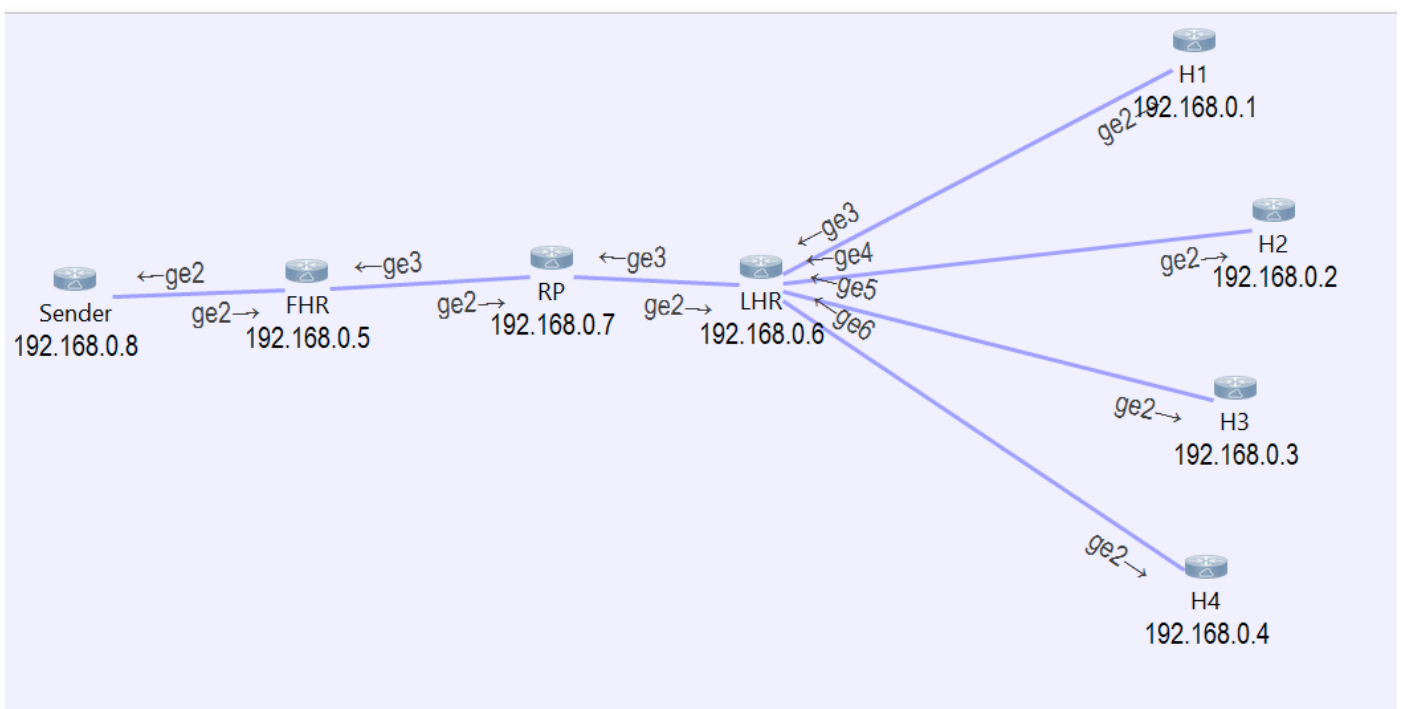 H1
192.168.0.1
ge2→
←ge3
H2
192.168.0.2
ge2→
←ge4
←ge2
Sender
192.168.0.8
ge2→
FHR
192.168.0.5
←ge3
ge2→
RP
192.168.0.7
←ge3
ge2→
LHR
192.168.0.6
←ge5
←ge6
ge2→
H3
192.168.0.3
ge2→
H4
192.168.0.4